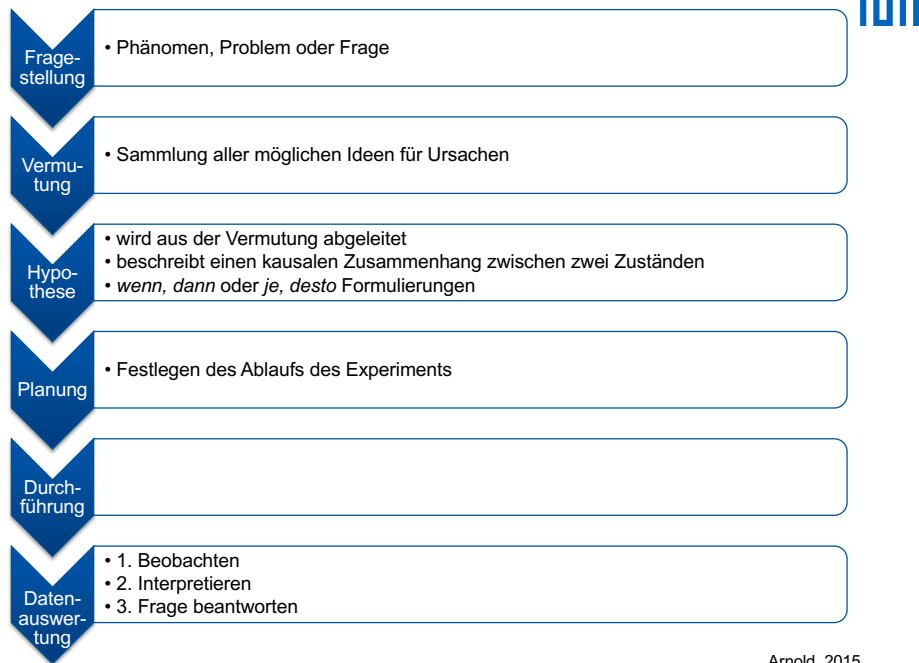 Frage-
stellung
• Phänomen, Problem oder Frage
Vermu-
tung
• Sammlung aller möglichen Ideen für Ursachen
Hypo-
these
• wird aus der Vermutung abgeleitet
• beschreibt einen kausalen Zusammenhang zwischen zwei Zuständen
• wenn, dann oder je, desto Formulierungen
Planung
• Festlegen des Ablaufs des Experiments
Durch-
führung
Daten-
auswer-
tung
• 1. Beobachten
• 2. Interpretieren
• 3. Frage beantworten
Arnold, 2015